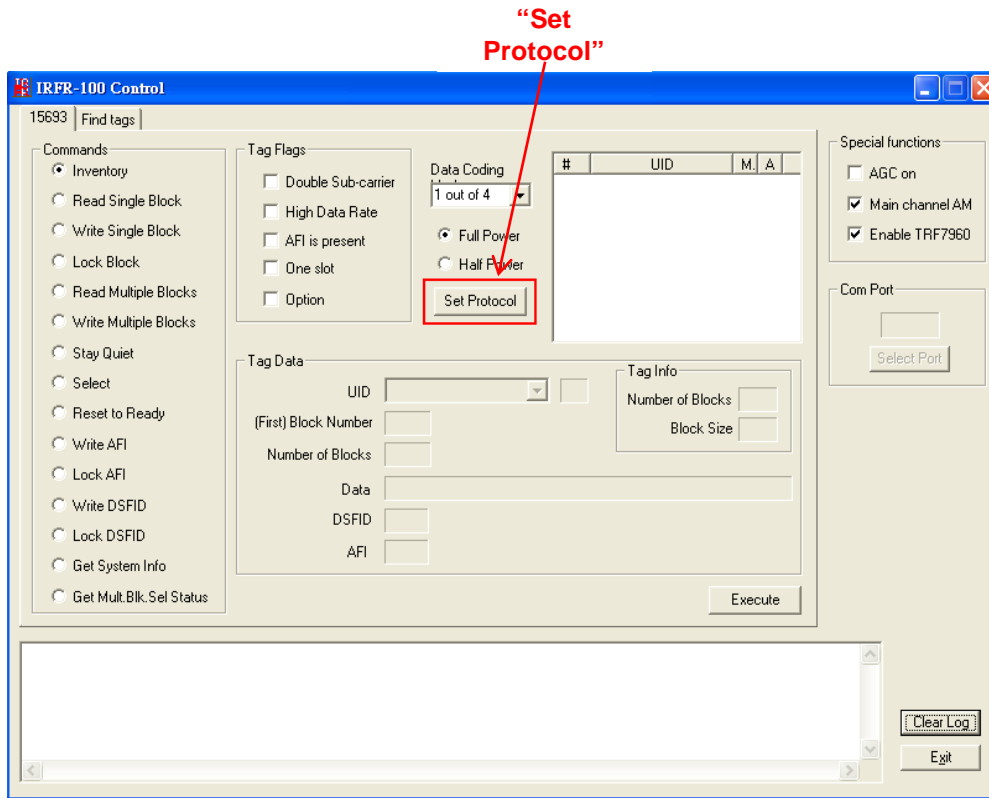 “Set
Protocol”
IRFR-100 Control
15693
Find tags
Commands
Inventory
Read Single Block
Write Single Block
Lock Block
Read Multiple Blocks
Write Multiple Blocks
Stay Quiet
Select
Reset to Ready
Write AFI
Lock AFI
Write DSFID
Lock DSFID
Get System Info
Get Mult.Blk.Sel Status
Tag Flags
Double Sub-carrier
High Data Rate
AFI is present
One slot
Option
Data Coding
1 out of 4
Full Power
Half Power
Set Protocol
# UID M. A
Special functions
AGC on
Main channel AM
Enable TRF7960
Com Port
Select Port
Tag Data
UID
(First) Block Number
Number of Blocks
Data
DSFID
AFI
Tag Info
Number of Blocks
Block Size
Execute
Clear Log
Exit